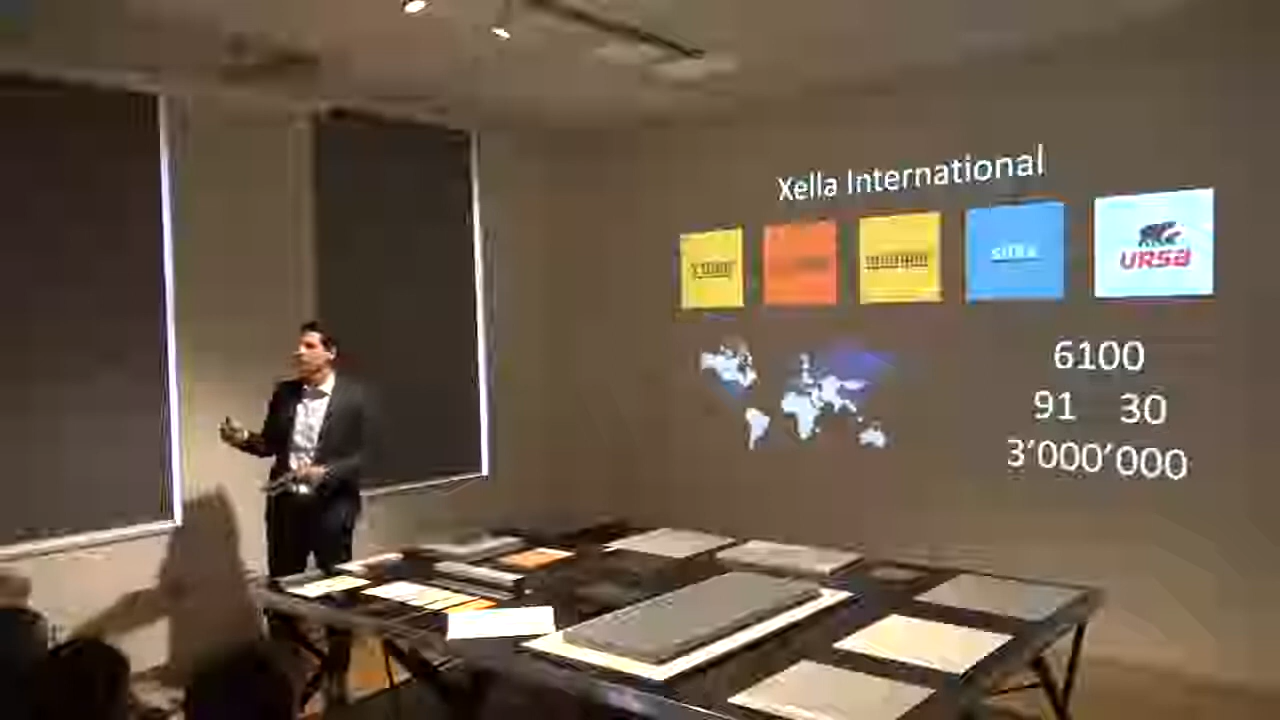 Xella International
silka
URSA
6100
91 30
3’000’000